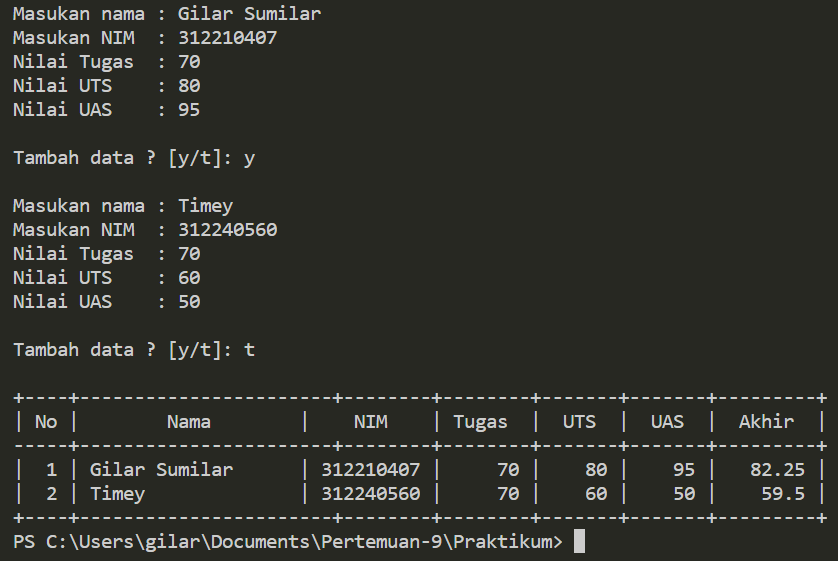 Masukan nama : Gilar Sumilar
Masukan NIM  : 312210407
Nilai Tugas  : 70
Nilai UTS    : 80
Nilai UAS    : 95

Tambah data ? [y/t]: y

Masukan nama : Timey
Masukan NIM  : 312240560
Nilai Tugas  : 70
Nilai UTS    : 60
Nilai UAS    : 50

Tambah data ? [y/t]: t

+----+-----------------------+--------+--------+-------+-------+---------+
| No |        Nama        |    NIM    | Tugas  |  UTS  |  UAS  |  Akhir  |
-----+-----------------------+--------+--------+-------+-------+---------+
|  1 | Gilar Sumilar      | 312210407 |     70 |    80 |    95 |   82.25 |
|  2 | Timey              | 312240560 |     70 |    60 |    50 |    59.5 |
+----+-----------------------+--------+--------+-------+-------+---------+
PS C:\Users\gilar\Documents\Pertemuan-9\Praktikum>